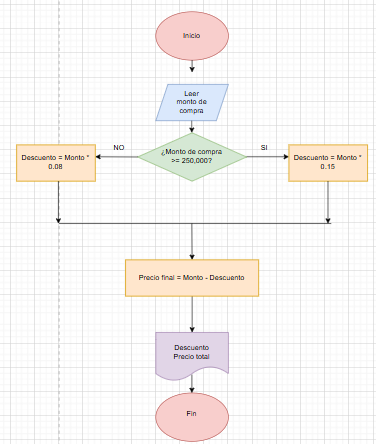 Inicio
Leer
monto de
compra
¿Monto de compra
>= 250,000?
NO
SI
Descuento = Monto *
0.08
Descuento = Monto *
0.15
Precio final = Monto - Descuento
Descuento
Precio total
Fin